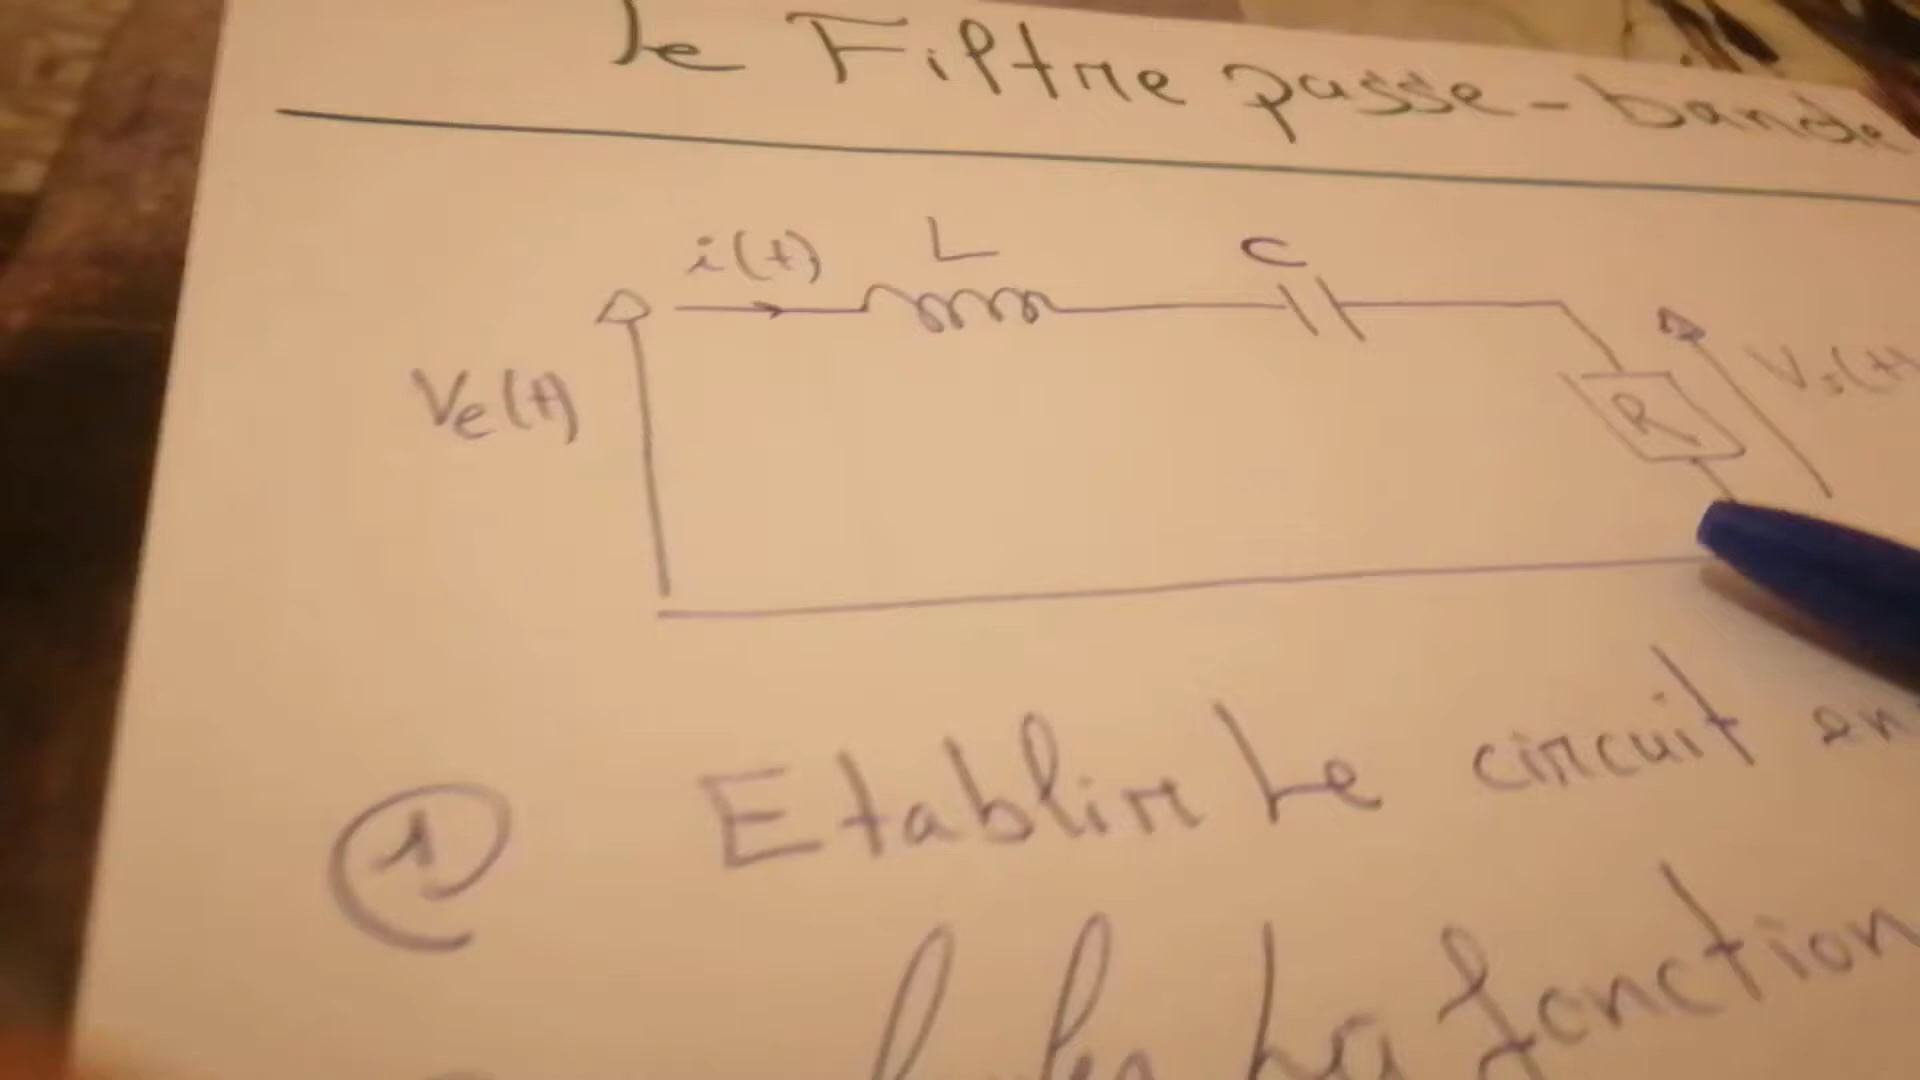 Le Filtre passe-bande
i(t) L C
Ve(t) R Vs(t)
1 Etablir Le circuit en
La fonction